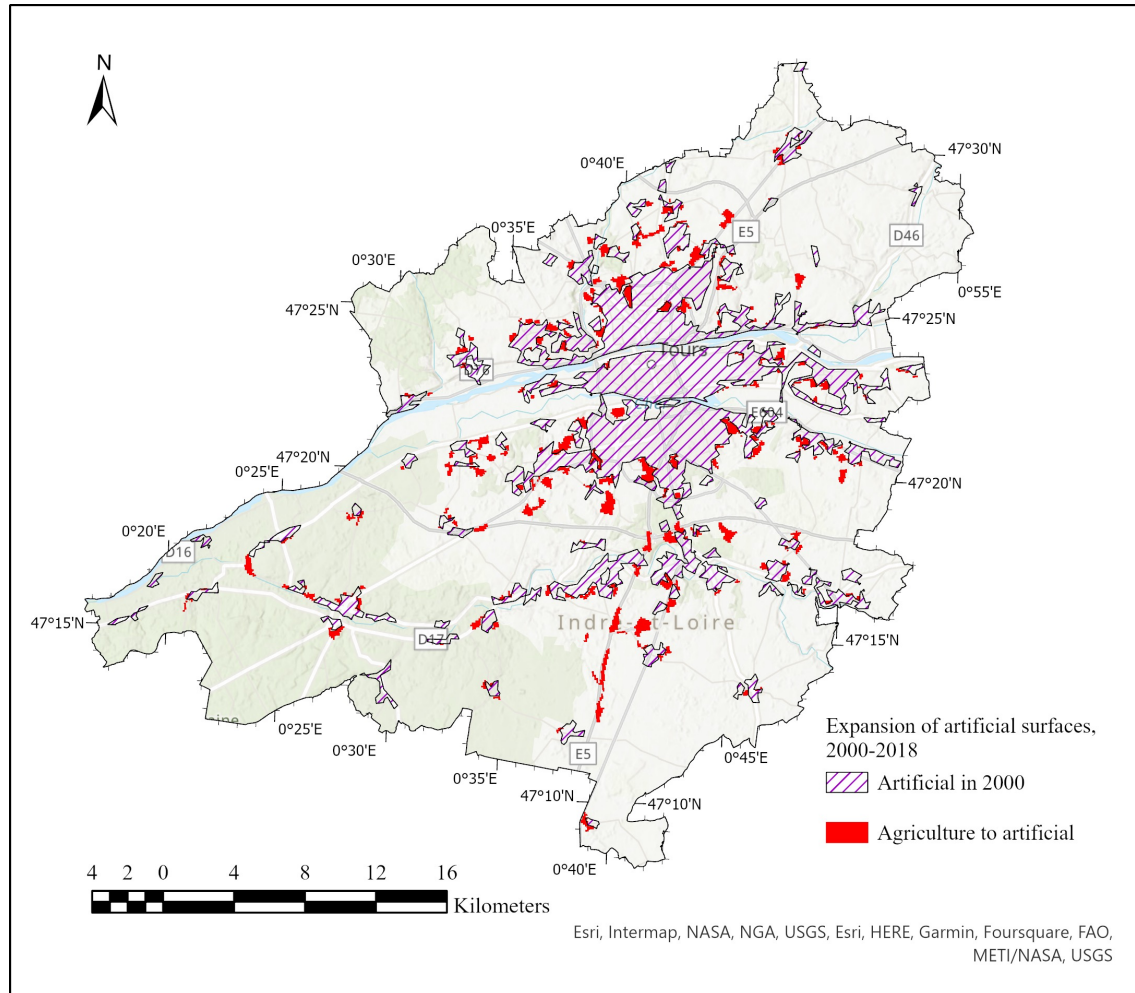 N
47°30'N
0°40'E
E5
D46
0°35'E
0°30'E
0°55'E
47°25'N
47°25'N
Tours
D76
E604
47°20'N
0°25'E
47°20'N
0°20'E
D16
47°15'N
Indre-et-Loire
47°15'N
D17
0°25'E
0°30'E
E5
0°45'E
0°35'E
47°10'N
47°10'N
0°40'E
Expansion of artificial surfaces,
2000-2018
Artificial in 2000
Agriculture to artificial
4 2 0 4 8 12 16
Kilometers
Esri, Intermap, NASA, NGA, USGS, Esri, HERE, Garmin, Foursquare, FAO,
METI/NASA, USGS